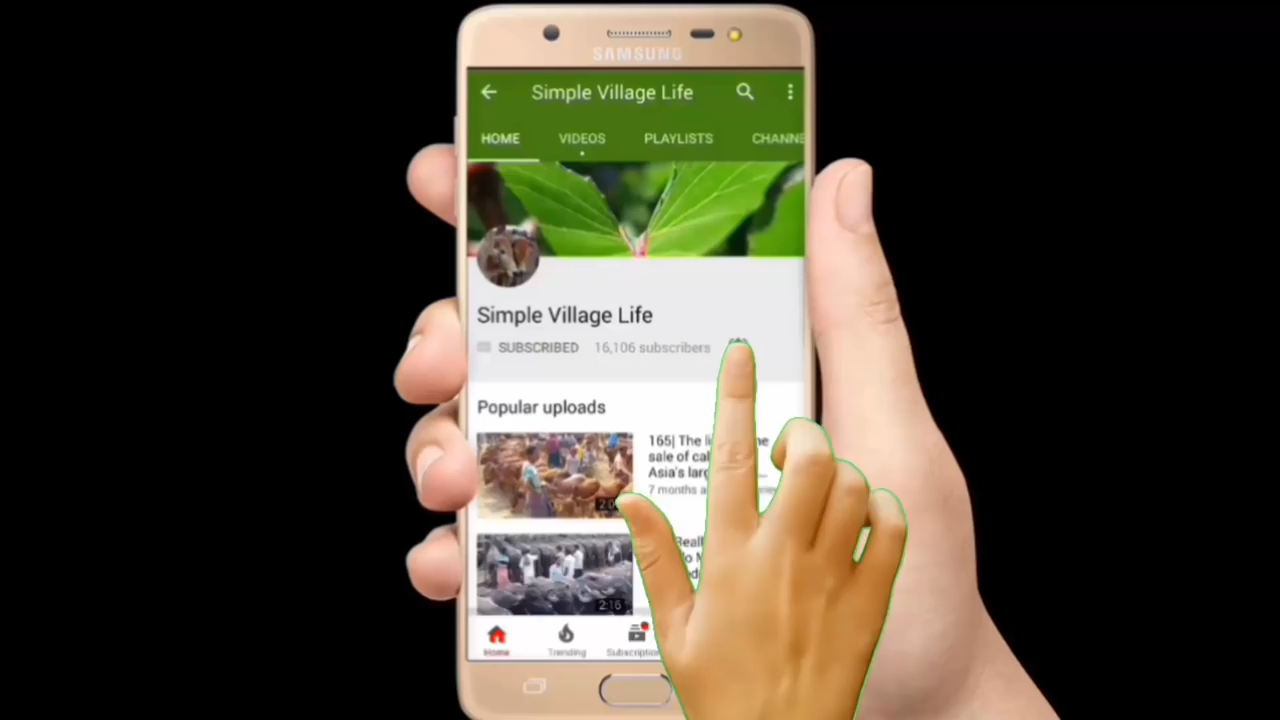 SAMSUNG
Simple Village Life
HOME VIDEOS PLAYLISTS CHANNE
Simple Village Life
SUBSCRIBED 16,106 subscribers
Popular uploads
165| The
sale of
Asia's
7 months
2:16
Home Trending